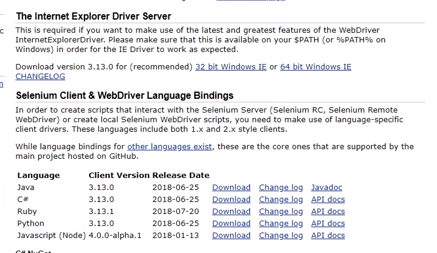 The Internet Explorer Driver Server
This is required if you want to make use of the latest and greatest features of the WebDriver
InternetExplorerDriver. Please make sure that this is available on your $PATH (or %PATH% on
Windows) in order for the IE Driver to work as expected.
Download version 3.13.0 for (recommended) 32 bit Windows IE or 64 bit Windows IE
CHANGELOG
Selenium Client & WebDriver Language Bindings
In order to create scripts that interact with the Selenium Server (Selenium RC, Selenium Remote
WebDriver) or create local Selenium WebDriver scripts, you need to make use of language-specific
client drivers. These languages include both 1.x and 2.x style clients.
While language bindings for other languages exist, these are the core ones that are supported by the
main project hosted on GitHub.
Language Client Version Release Date
Java 3.13.0 2018-06-25 Download Change log Javadoc
C# 3.13.0 2018-06-25 Download Change log API docs
Ruby 3.13.1 2018-07-20 Download Change log API docs
Python 3.13.0 2018-06-25 Download Change log API docs
Javascript (Node) 4.0.0-alpha.1 2018-01-13 Download Change log API docs